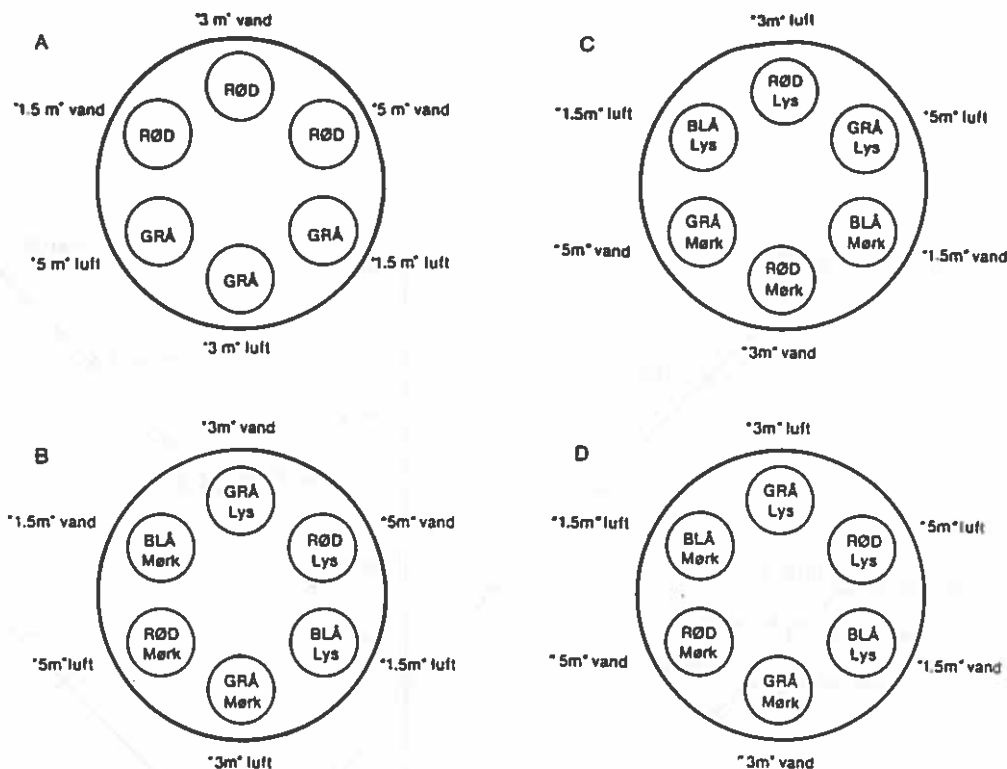 A
"3 m" vand
"1.5 m" vand
"5 m" vand
RØD
RØD
RØD
GRÅ
GRÅ
GRÅ
"5 m" luft
"1.5 m" luft
"3 m" luft
C
"3m" luft
"1.5m" luft
"5m" luft
RØD
Lys
BLÅ
Lys
GRÅ
Lys
GRÅ
Mørk
BLÅ
Mørk
RØD
Mørk
"5m" vand
"1.5m" vand
"3m" vand
B
"3m" vand
"1.5m" vand
"5m" vand
GRÅ
Lys
BLÅ
Mørk
RØD
Lys
RØD
Mørk
BLÅ
Lys
GRÅ
Mørk
"5m" luft
"1.5m" luft
"3m" luft
D
"3m" luft
"1.5m" luft
"5m" luft
GRÅ
Lys
BLÅ
Mørk
RØD
Lys
RØD
Mørk
BLÅ
Lys
GRÅ
Mørk
"5m" vand
"1.5m" vand
"3m" vand